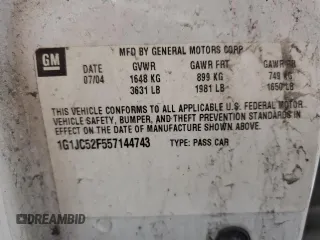 GM
MFD BY GENERAL MOTORS CORP
DATE GVWR GAWR FRT GAWR RR
07/04 1648 KG 899 KG 749 KG
3631 LB 1981 LB 1650 LB
THIS VEHICLE CONFORMS TO ALL APPLICABLE U.S. FEDERAL MOTOR
VEHICLE SAFETY, BUMPER, AND THEFT PREVENTION STANDARDS IN
EFFECT ON THE DATE OF MANUFACTURE SHOWN ABOVE.
1G1JC52F557144743 TYPE: PASS CAR
DREAMBID